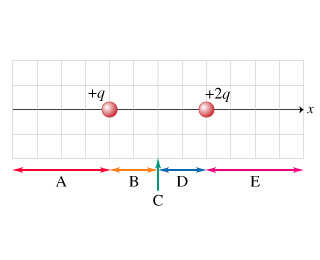 +q +2q
x
A B D E
C